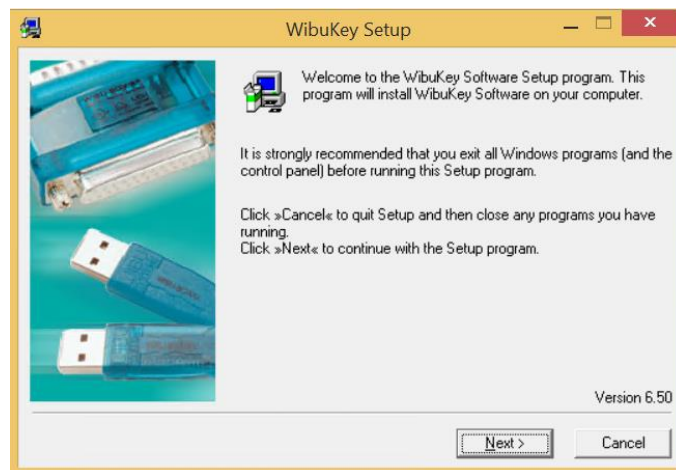 WibuKey Setup
Welcome to the WibuKey Software Setup program. This
program will install WibuKey Software on your computer.
It is strongly recommended that you exit all Windows programs (and the
control panel) before running this Setup program.
Click »Cancel« to quit Setup and then close any programs you have
running.
Click »Next« to continue with the Setup program.
Version 6.50
Next >
Cancel